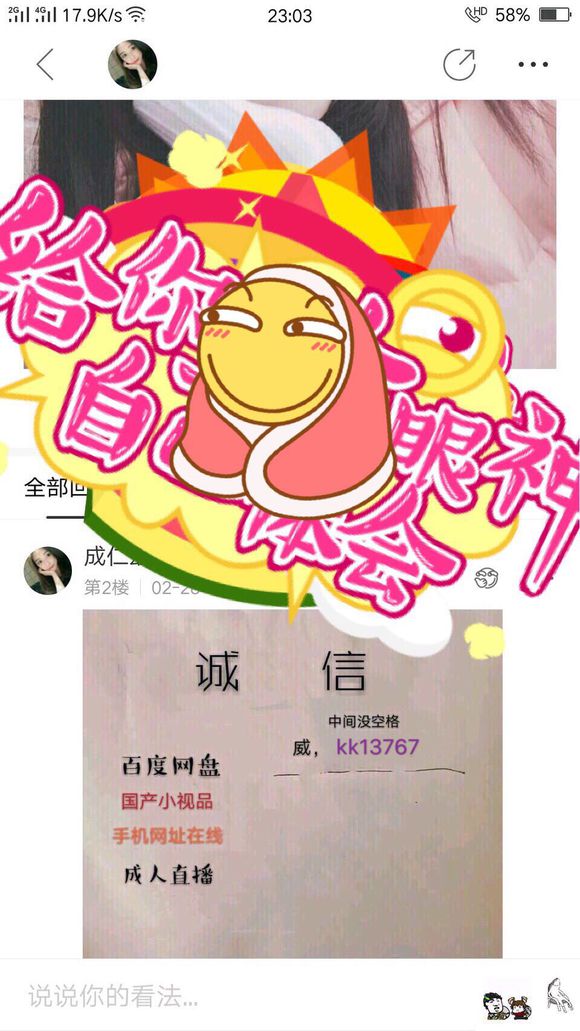 2G 4G 17.9K/s 23:03 HD 58%
给你
自 眼神
体会
全部回
成仁
第2楼 02-28
诚 信
中间没空格
威， kk13767
百度网盘
国产小视品
手机网址在线
成人直播
说说你的看法...